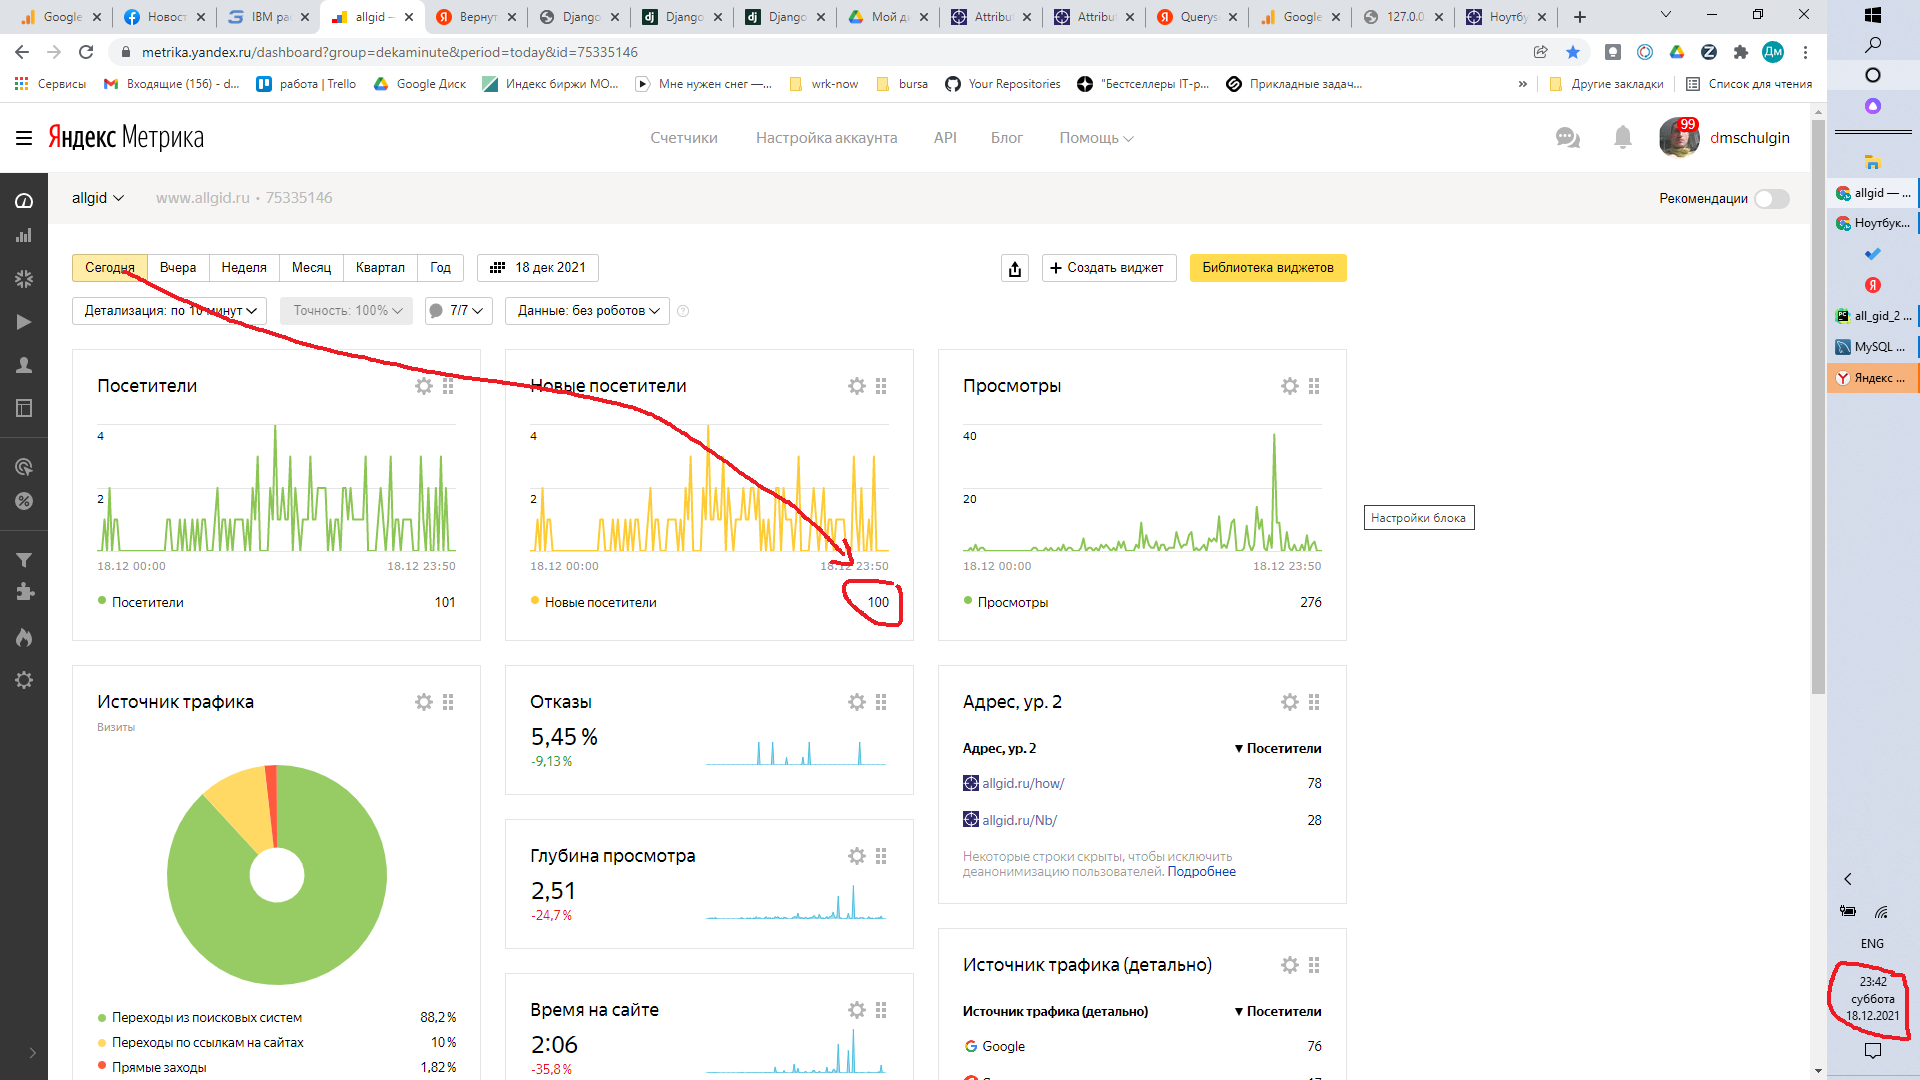 Google
Новост
IBM pa
allgid –
Вернут
Django
Django
Django
Мой д
Attribu
Attribu
Queryse
Google
127.0.0
Ноутбу
metrika.yandex.ru/dashboard?group=dekaminute&period=today&id=75335146
Дм
Сервисы
Входящие (156) - d...
работа | Trello
Google Диск
Индекс биржи МО...
Мне нужен снег —...
wrk-now
bursa
Your Repositories
"Бестселлеры IT-р...
Прикладные задач...
»
Другие закладки
Список для чтения
Яндекс Метрика
Счетчики
Настройка аккаунта
API
Блог
Помощь
99
dmschulgin
allgid
www.allgid.ru • 75335146
Рекомендации
Сегодня
Вчера
Неделя
Месяц
Квартал
Год
18 дек 2021
+ Создать виджет
Библиотека виджетов
Детализация: по 10 минут
Точность: 100%
7/7
Данные: без роботов
?
Посетители
4
2
18.12 00:00
18.12 23:50
Посетители
101
Новые посетители
4
2
18.12 00:00
18.12 23:50
Новые посетители
100
Просмотры
40
20
18.12 00:00
18.12 23:50
Просмотры
276
Настройки блока
Источник трафика
Визиты
Переходы из поисковых систем
88,2 %
Переходы по ссылкам на сайтах
10 %
Прямые заходы
1,82 %
Отказы
5,45 %
-9,13 %
Глубина просмотра
2,51
-24,7 %
Время на сайте
2:06
-35,8 %
Адрес, ур. 2
Адрес, ур. 2
▼ Посетители
allgid.ru/how/
78
allgid.ru/Nb/
28
Некоторые строки скрыты, чтобы исключить
деанонимизацию пользователей. Подробнее
Источник трафика (детально)
Источник трафика (детально)
▼ Посетители
Google
76
allgid — ...
Ноутбук...
all_gid_2 ...
MySQL ...
Яндекс ...
ENG
23:42
суббота
18.12.2021